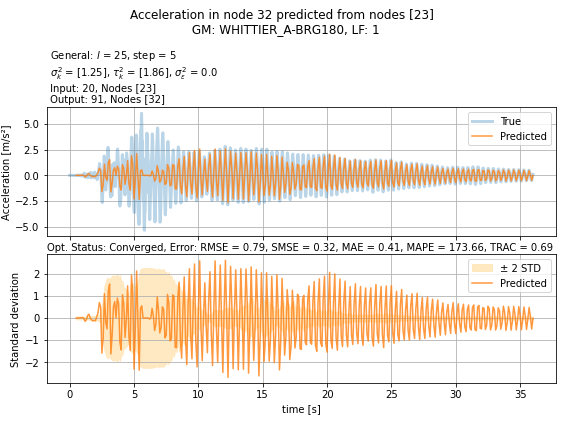 Acceleration in node 32 predicted from nodes [23]
GM: WHITTIER_A-BRG180, LF: 1
General: l = 25, step = 5
σ²ₖ = [1.25], τ²ₖ = [1.86], σ²ε = 0.0
Input: 20, Nodes [23]
Output: 91, Nodes [32]
Acceleration [m/s²]
5.0
2.5
0.0
−2.5
−5.0
True
Predicted
Opt. Status: Converged, Error: RMSE = 0.79, SMSE = 0.32, MAE = 0.41, MAPE = 173.66, TRAC = 0.69
Standard deviation
2
1
0
−1
−2
± 2 STD
Predicted
0 5 10 15 20 25 30 35
time [s]